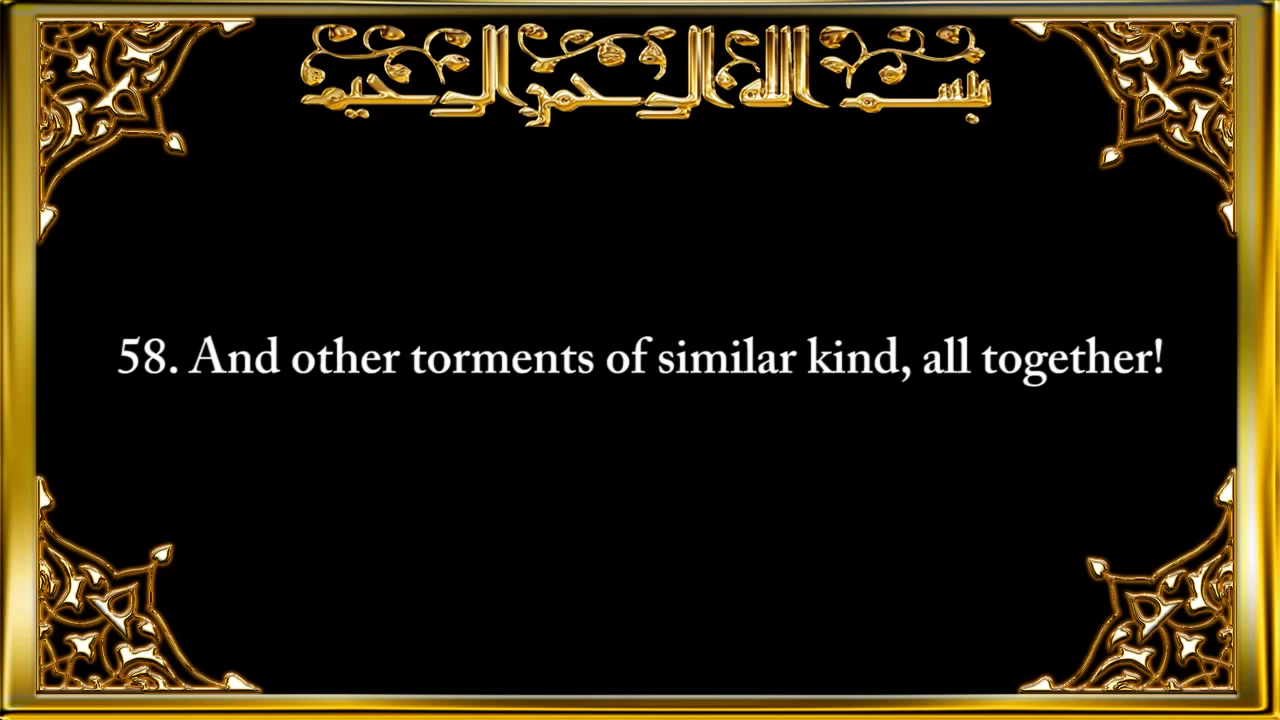 بسم الله الرحمن الرحيم
58. And other torments of similar kind, all together!